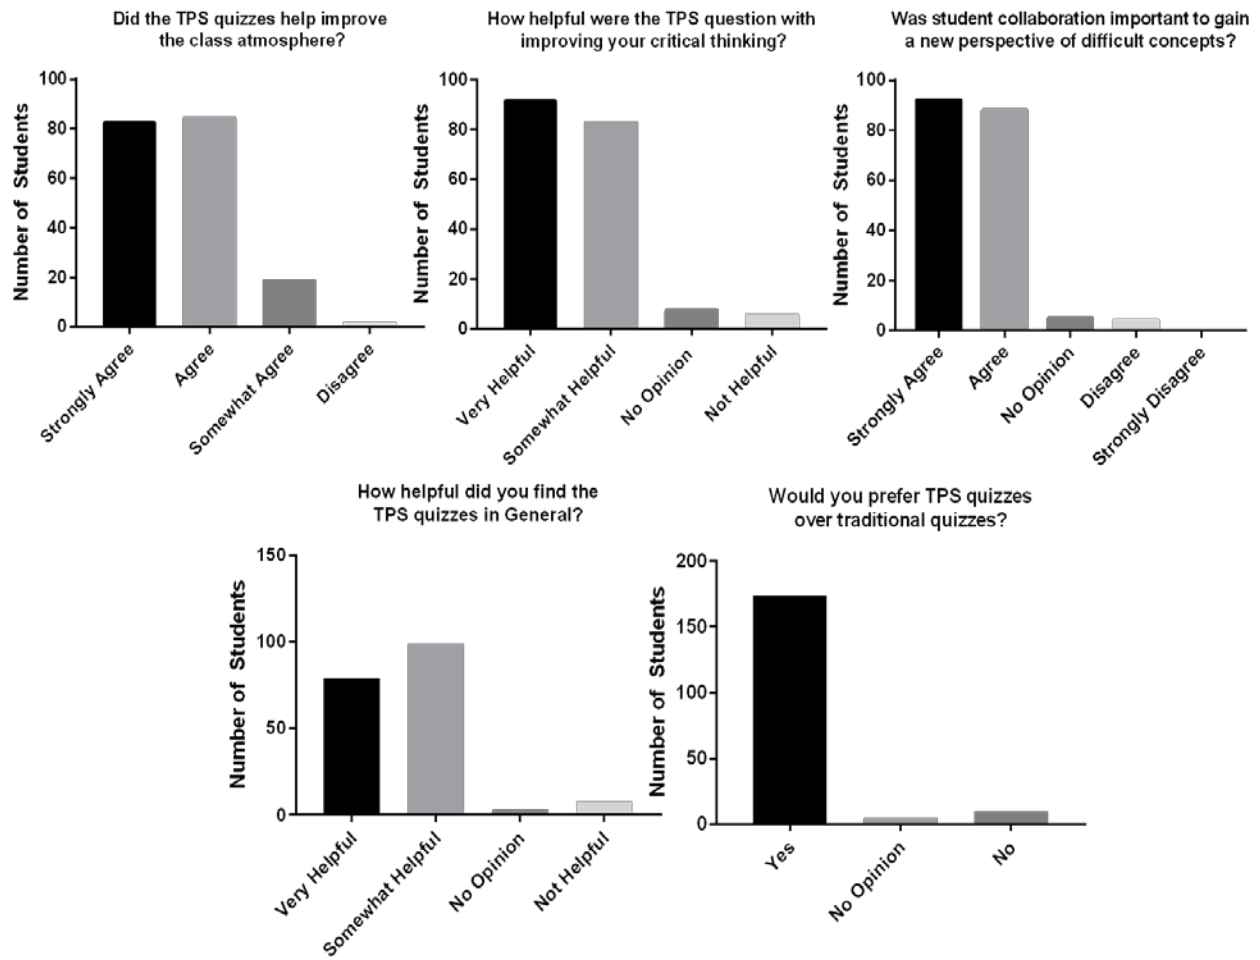 Did the TPS quizzes help improve
the class atmosphere?
Number of Students
100
80
60
40
20
0
Strongly Agree
Agree
Somewhat Agree
Disagree
How helpful were the TPS question with
improving your critical thinking?
Number of Students
100
80
60
40
20
0
Very Helpful
Somewhat Helpful
No Opinion
Not Helpful
Was student collaboration important to gain
a new perspective of difficult concepts?
Number of Students
100
80
60
40
20
0
Strongly Agree
Agree
No Opinion
Disagree
Strongly Disagree
How helpful did you find the
TPS quizzes in General?
Number of Students
150
100
50
0
Very Helpful
Somewhat Helpful
No Opinion
Not Helpful
Would you prefer TPS quizzes
over traditional quizzes?
Number of Students
200
150
100
50
0
Yes
No Opinion
No